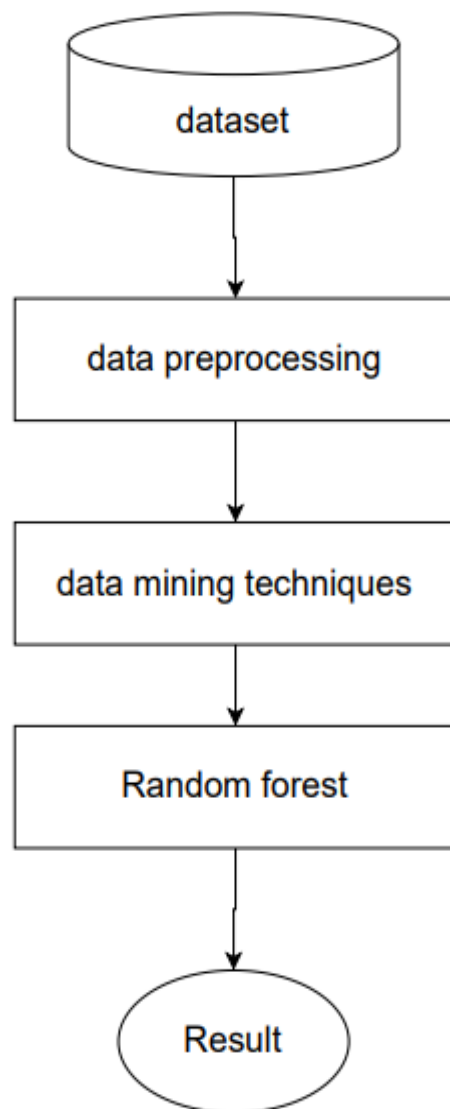 dataset
data preprocessing
data mining techniques
Random forest
Result